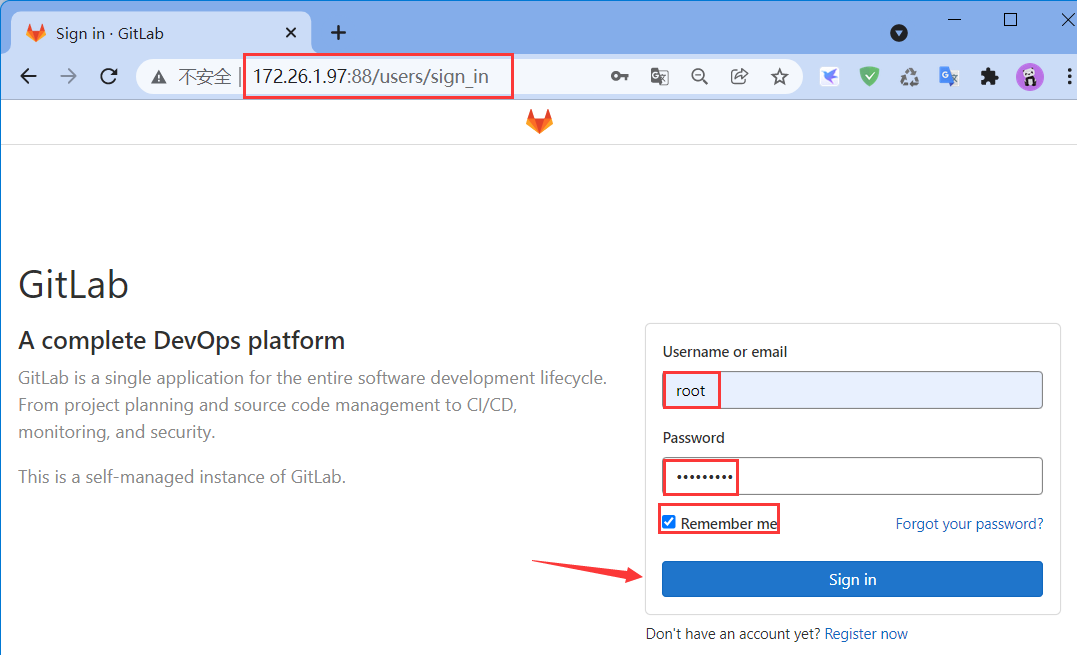 Sign in · GitLab
不安全 172.26.1.97:88/users/sign_in
GitLab
A complete DevOps platform
GitLab is a single application for the entire software development lifecycle.
From project planning and source code management to CI/CD,
monitoring, and security.
This is a self-managed instance of GitLab.
Username or email
root
Password
•••••••••
Remember me
Forgot your password?
Sign in
Don't have an account yet? Register now